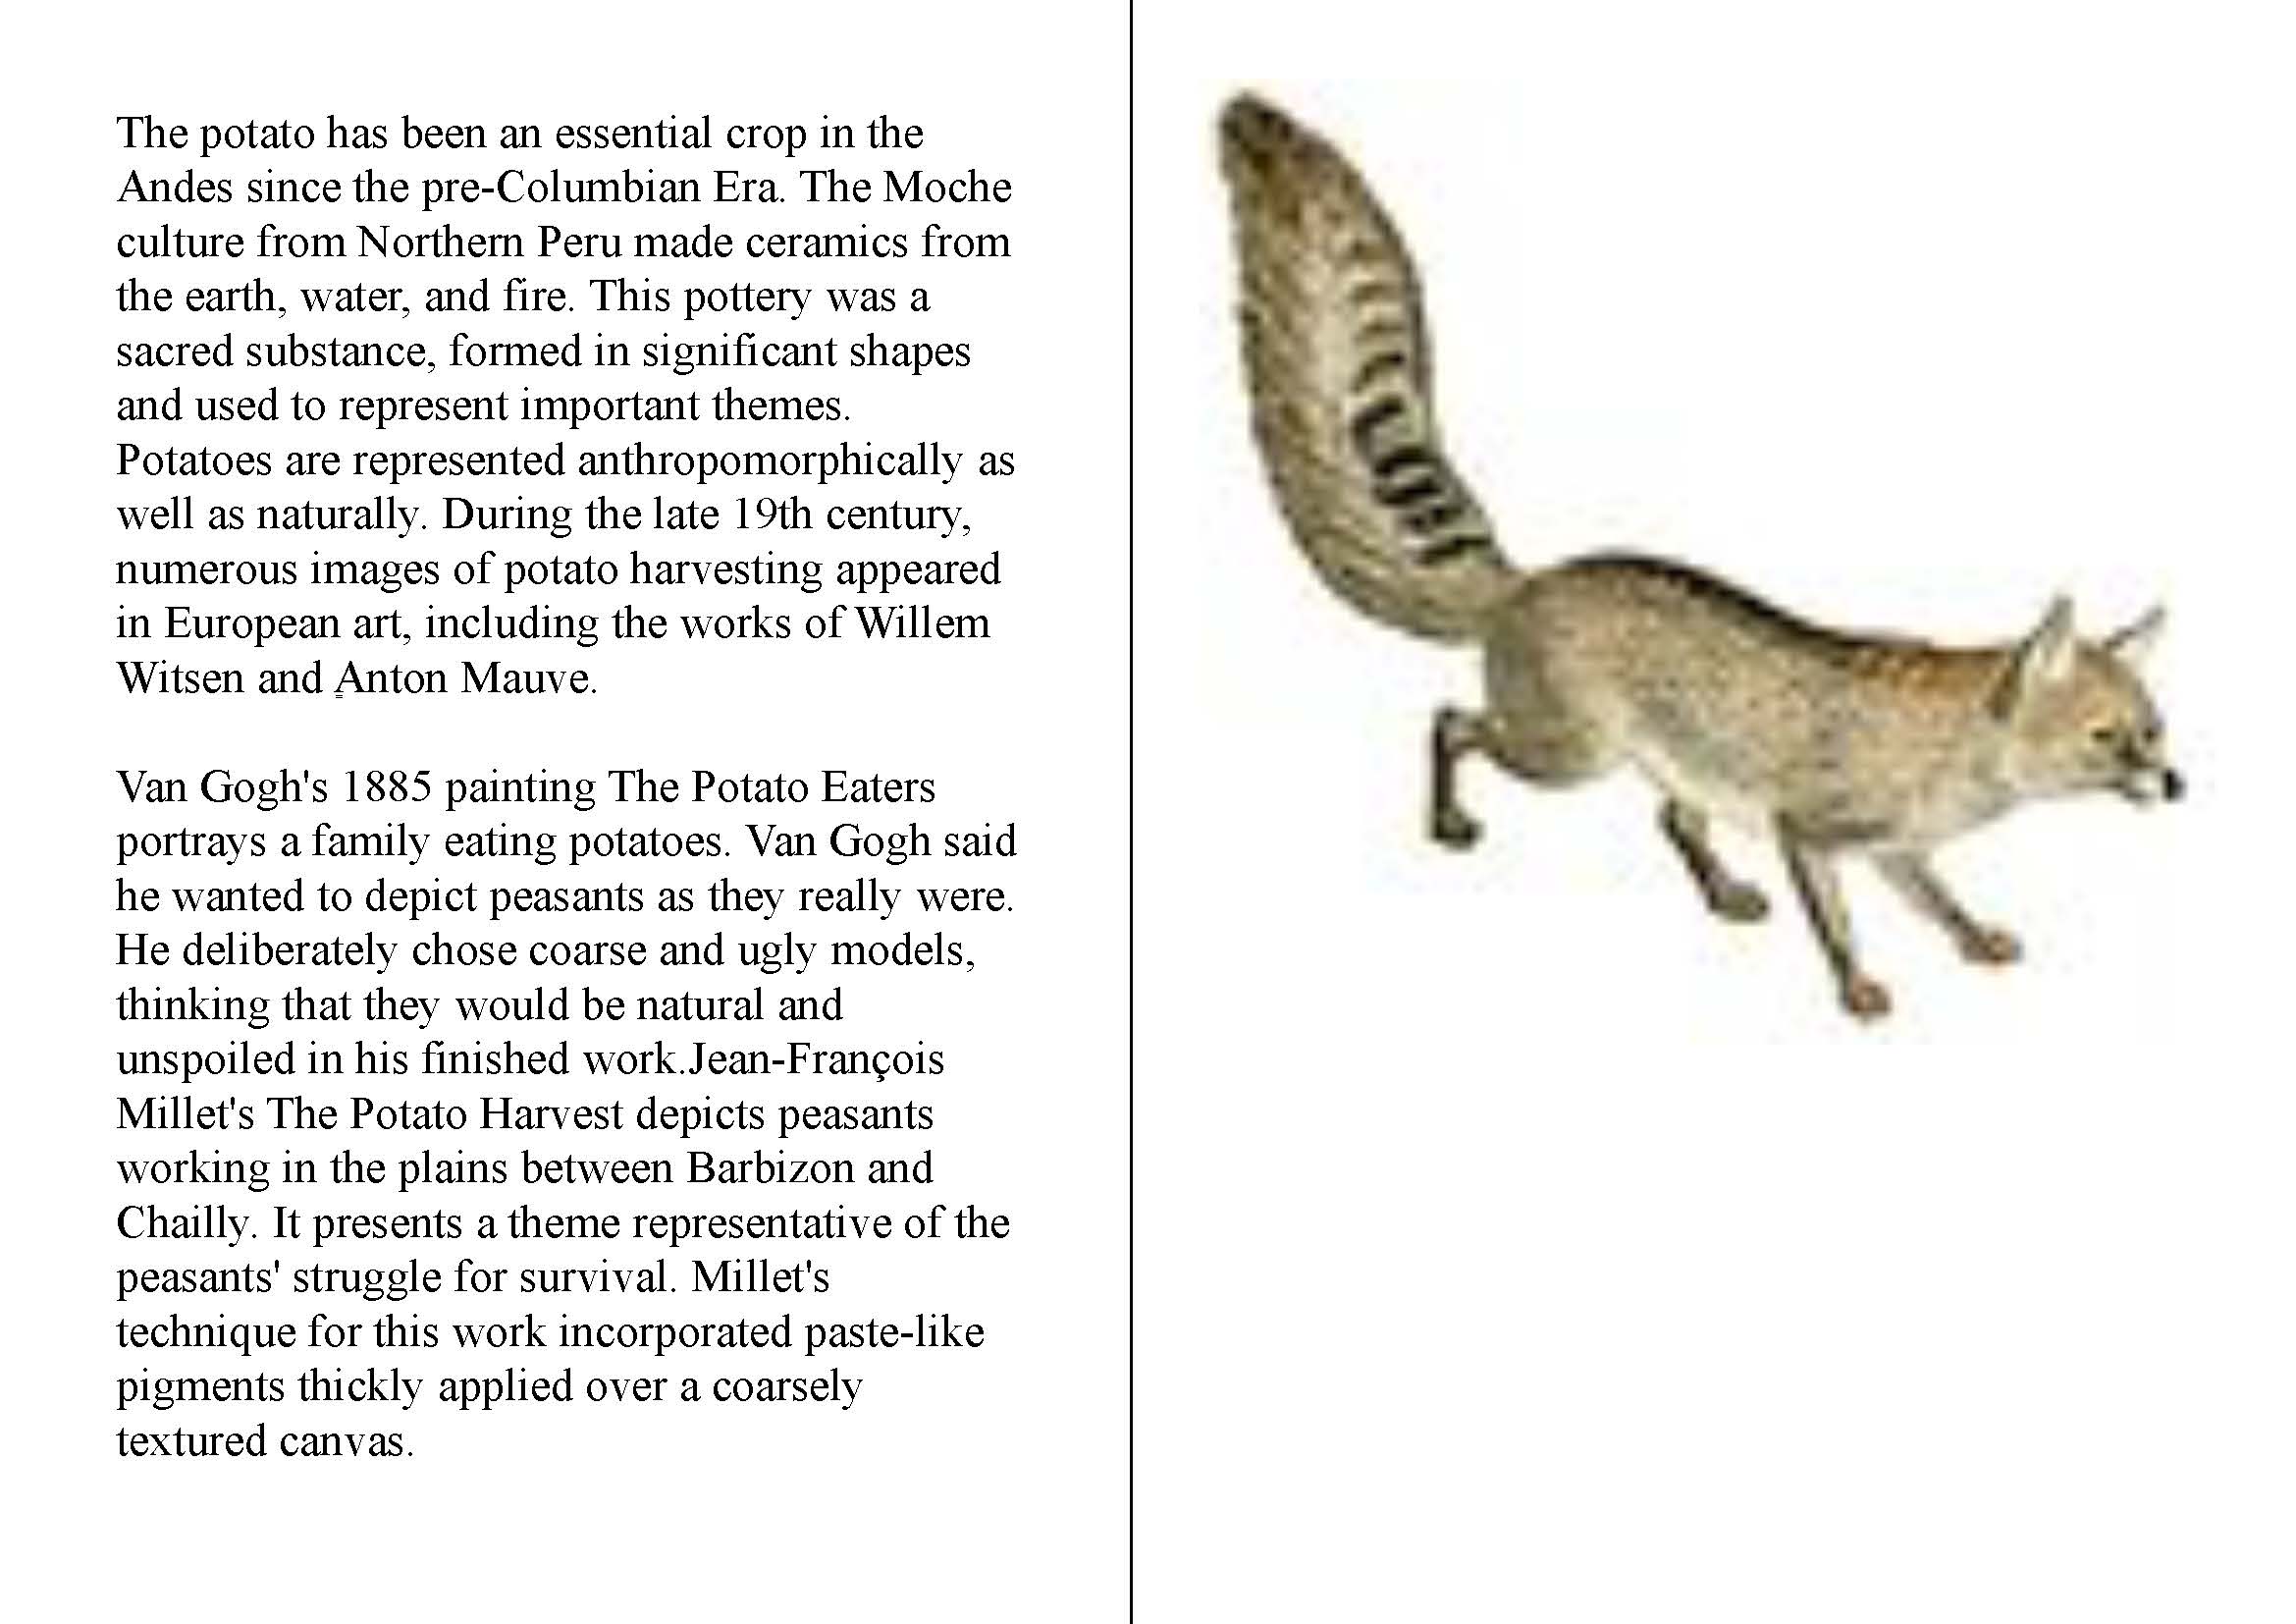 The potato has been an essential crop in the
Andes since the pre-Columbian Era. The Moche
culture from Northern Peru made ceramics from
the earth, water, and fire. This pottery was a
sacred substance, formed in significant shapes
and used to represent important themes.
Potatoes are represented anthropomorphically as
well as naturally. During the late 19th century,
numerous images of potato harvesting appeared
in European art, including the works of Willem
Witsen and Anton Mauve.

Van Gogh's 1885 painting The Potato Eaters
portrays a family eating potatoes. Van Gogh said
he wanted to depict peasants as they really were.
He deliberately chose coarse and ugly models,
thinking that they would be natural and
unspoiled in his finished work.Jean-François
Millet's The Potato Harvest depicts peasants
working in the plains between Barbizon and
Chailly. It presents a theme representative of the
peasants' struggle for survival. Millet's
technique for this work incorporated paste-like
pigments thickly applied over a coarsely
textured canvas.